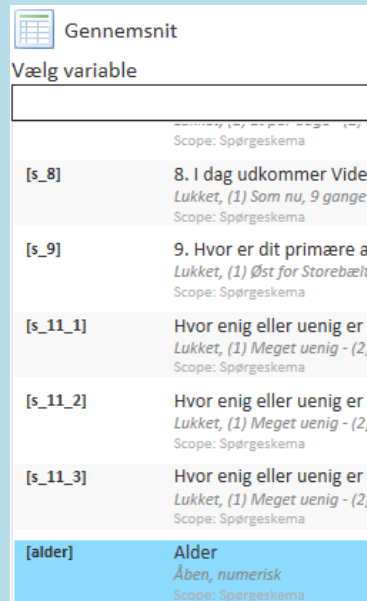 Gennemsnit
Vælg variable
Scope: Spørgeskema
[s_8] 8. I dag udkommer Vide
Lukket, (1) Som nu, 9 gange
Scope: Spørgeskema
[s_9] 9. Hvor er dit primære a
Lukket, (1) Øst for Storebælt
Scope: Spørgeskema
[s_11_1] Hvor enig eller uenig er
Lukket, (1) Meget uenig - (2)
Scope: Spørgeskema
[s_11_2] Hvor enig eller uenig er
Lukket, (1) Meget uenig - (2)
Scope: Spørgeskema
[s_11_3] Hvor enig eller uenig er
Lukket, (1) Meget uenig - (2)
Scope: Spørgeskema
[alder] Alder
Åben, numerisk
Scope: Spørgeskema